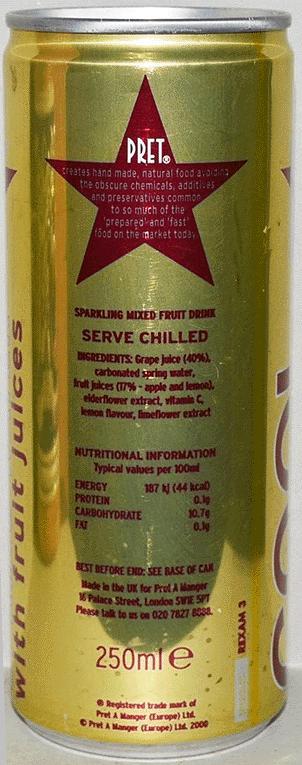 PRET®
creates hand made, natural food avoiding
the obscure chemicals, additives
and preservatives common
to so much of the
'prepared' and 'fast'
food on the market today
SPARKLING MIXED FRUIT DRINK
SERVE CHILLED
INGREDIENTS: Grape juice (40%),
carbonated spring water,
fruit juices (17% - apple and lemon),
elderflower extract, vitamin C,
lemon flavour, limeflower extract
NUTRITIONAL INFORMATION
Typical values per 100ml
ENERGY 187 kJ (44 kcal)
PROTEIN 0.1g
CARBOHYDRATE 10.7g
FAT 0.1g
BEST BEFORE END: SEE BASE OF CAN
Made in the UK for Pret A Manger
16 Palace Street, London SW1E 5PT
Please talk to us on 020 7827 8888.
250ml e
® Registered trade mark of
Pret A Manger (Europe) Ltd.
© Pret A Manger (Europe) Ltd. 2000
with fruit juices
REXAM 3